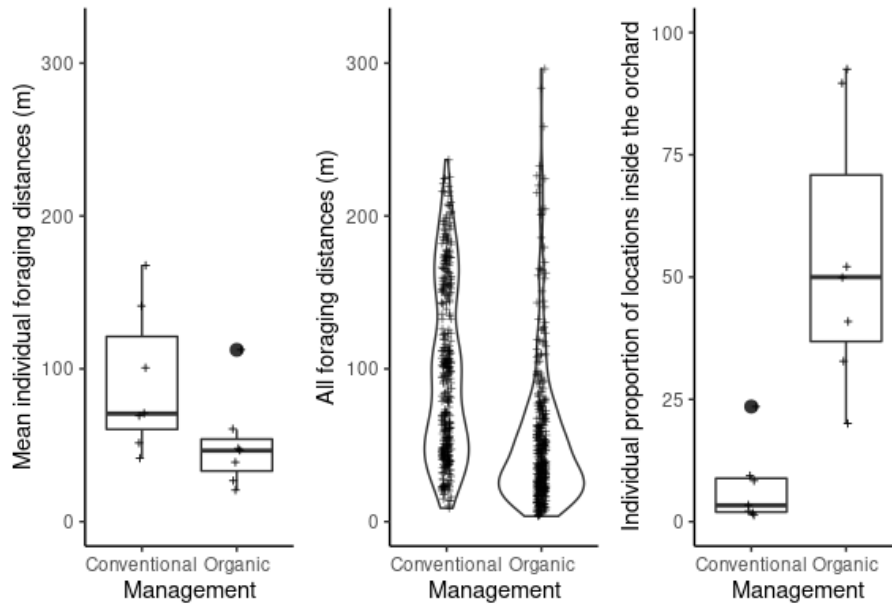 Mean individual foraging distances (m)
300
200
100
0
Conventional Organic
Management
All foraging distances (m)
300
200
100
0
Conventional Organic
Management
Individual proportion of locations inside the orchard
100
75
50
25
0
Conventional Organic
Management